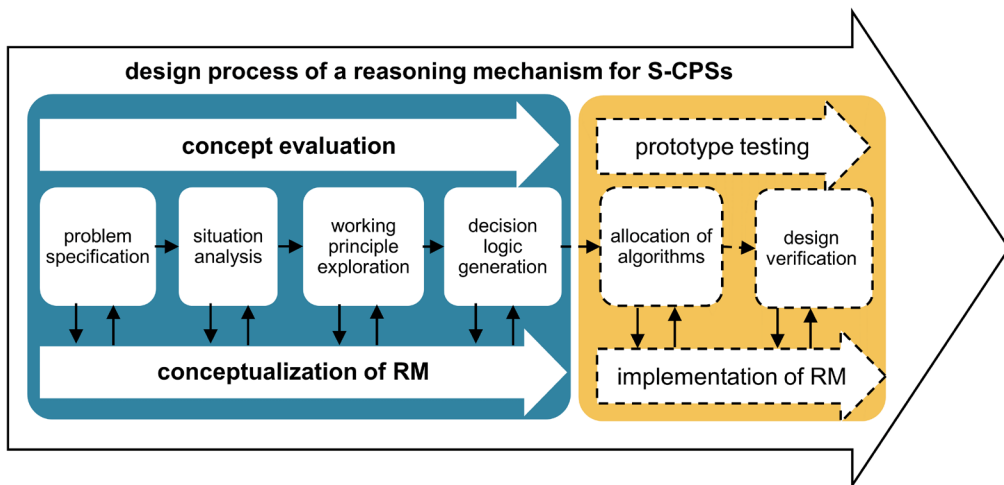 design process of a reasoning mechanism for S-CPSs
concept evaluation
prototype testing
problem
specification
situation
analysis
working
principle
exploration
decision
logic
generation
allocation of
algorithms
design
verification
conceptualization of RM
implementation of RM